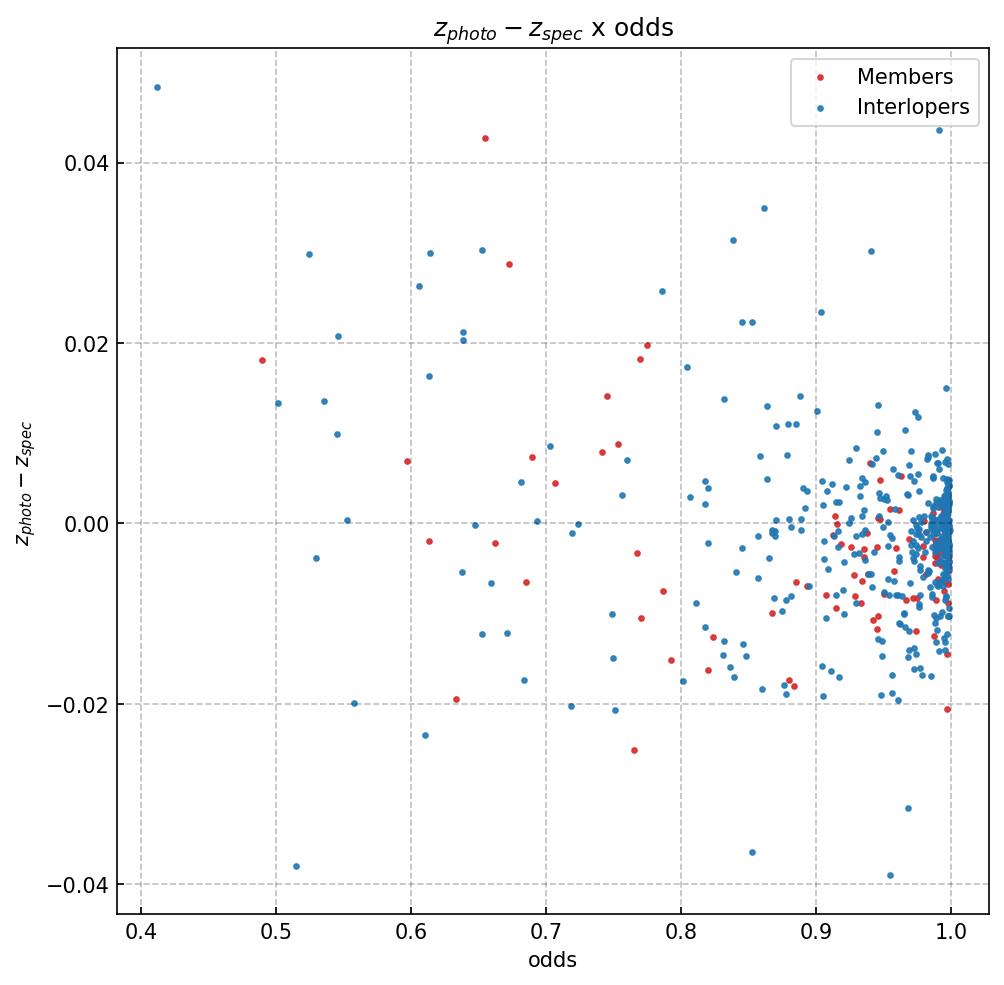 z_photo − z_spec x odds
Members
Interlopers
z_photo − z_spec
0.04
0.02
0.00
−0.02
−0.04
0.4 0.5 0.6 0.7 0.8 0.9 1.0
odds